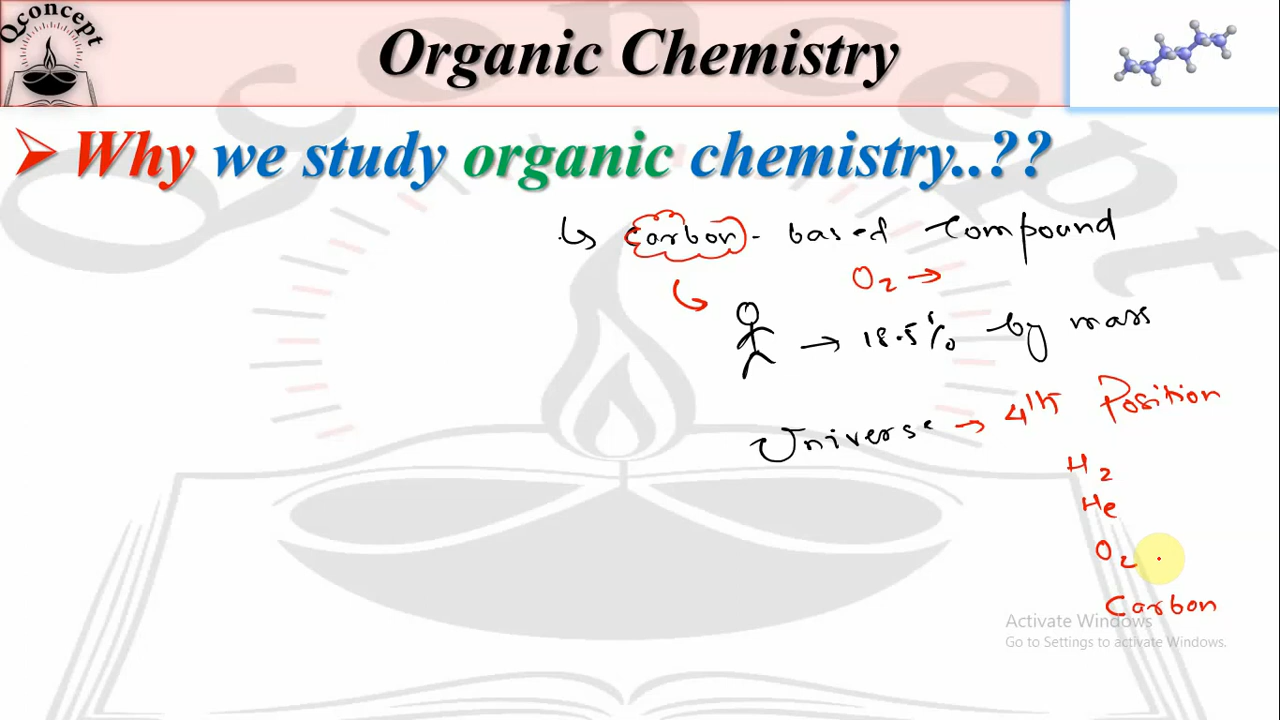 Qconcept
Organic Chemistry
Why we study organic chemistry..??
Carbon - based Compound
O2 →
→ 18.5% by mass
Universe → 4th Position
H2
He
O2
Carbon
Activate Windows
Go to Settings to activate Windows.
Qconcept